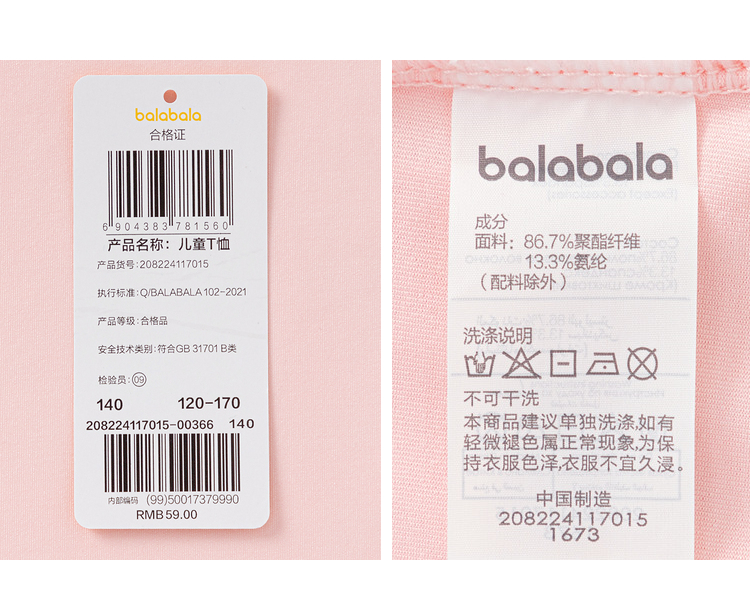 balabala
合格证
6 904383 781560
产品名称：儿童T恤
产品货号：208224117015
执行标准：Q/BALABALA 102-2021
产品等级：合格品
安全技术类别：符合GB 31701 B类
检验员：09
140 120-170
208224117015-00366 140
内部编码 (99)50017379990
RMB 59.00
balabala
成分
面料：86.7%聚酯纤维
13.3%氨纶
（配料除外）
洗涤说明
不可干洗
本商品建议单独洗涤,如有
轻微褪色属正常现象,为保
持衣服色泽,衣服不宜久浸。
中国制造
208224117015
1673